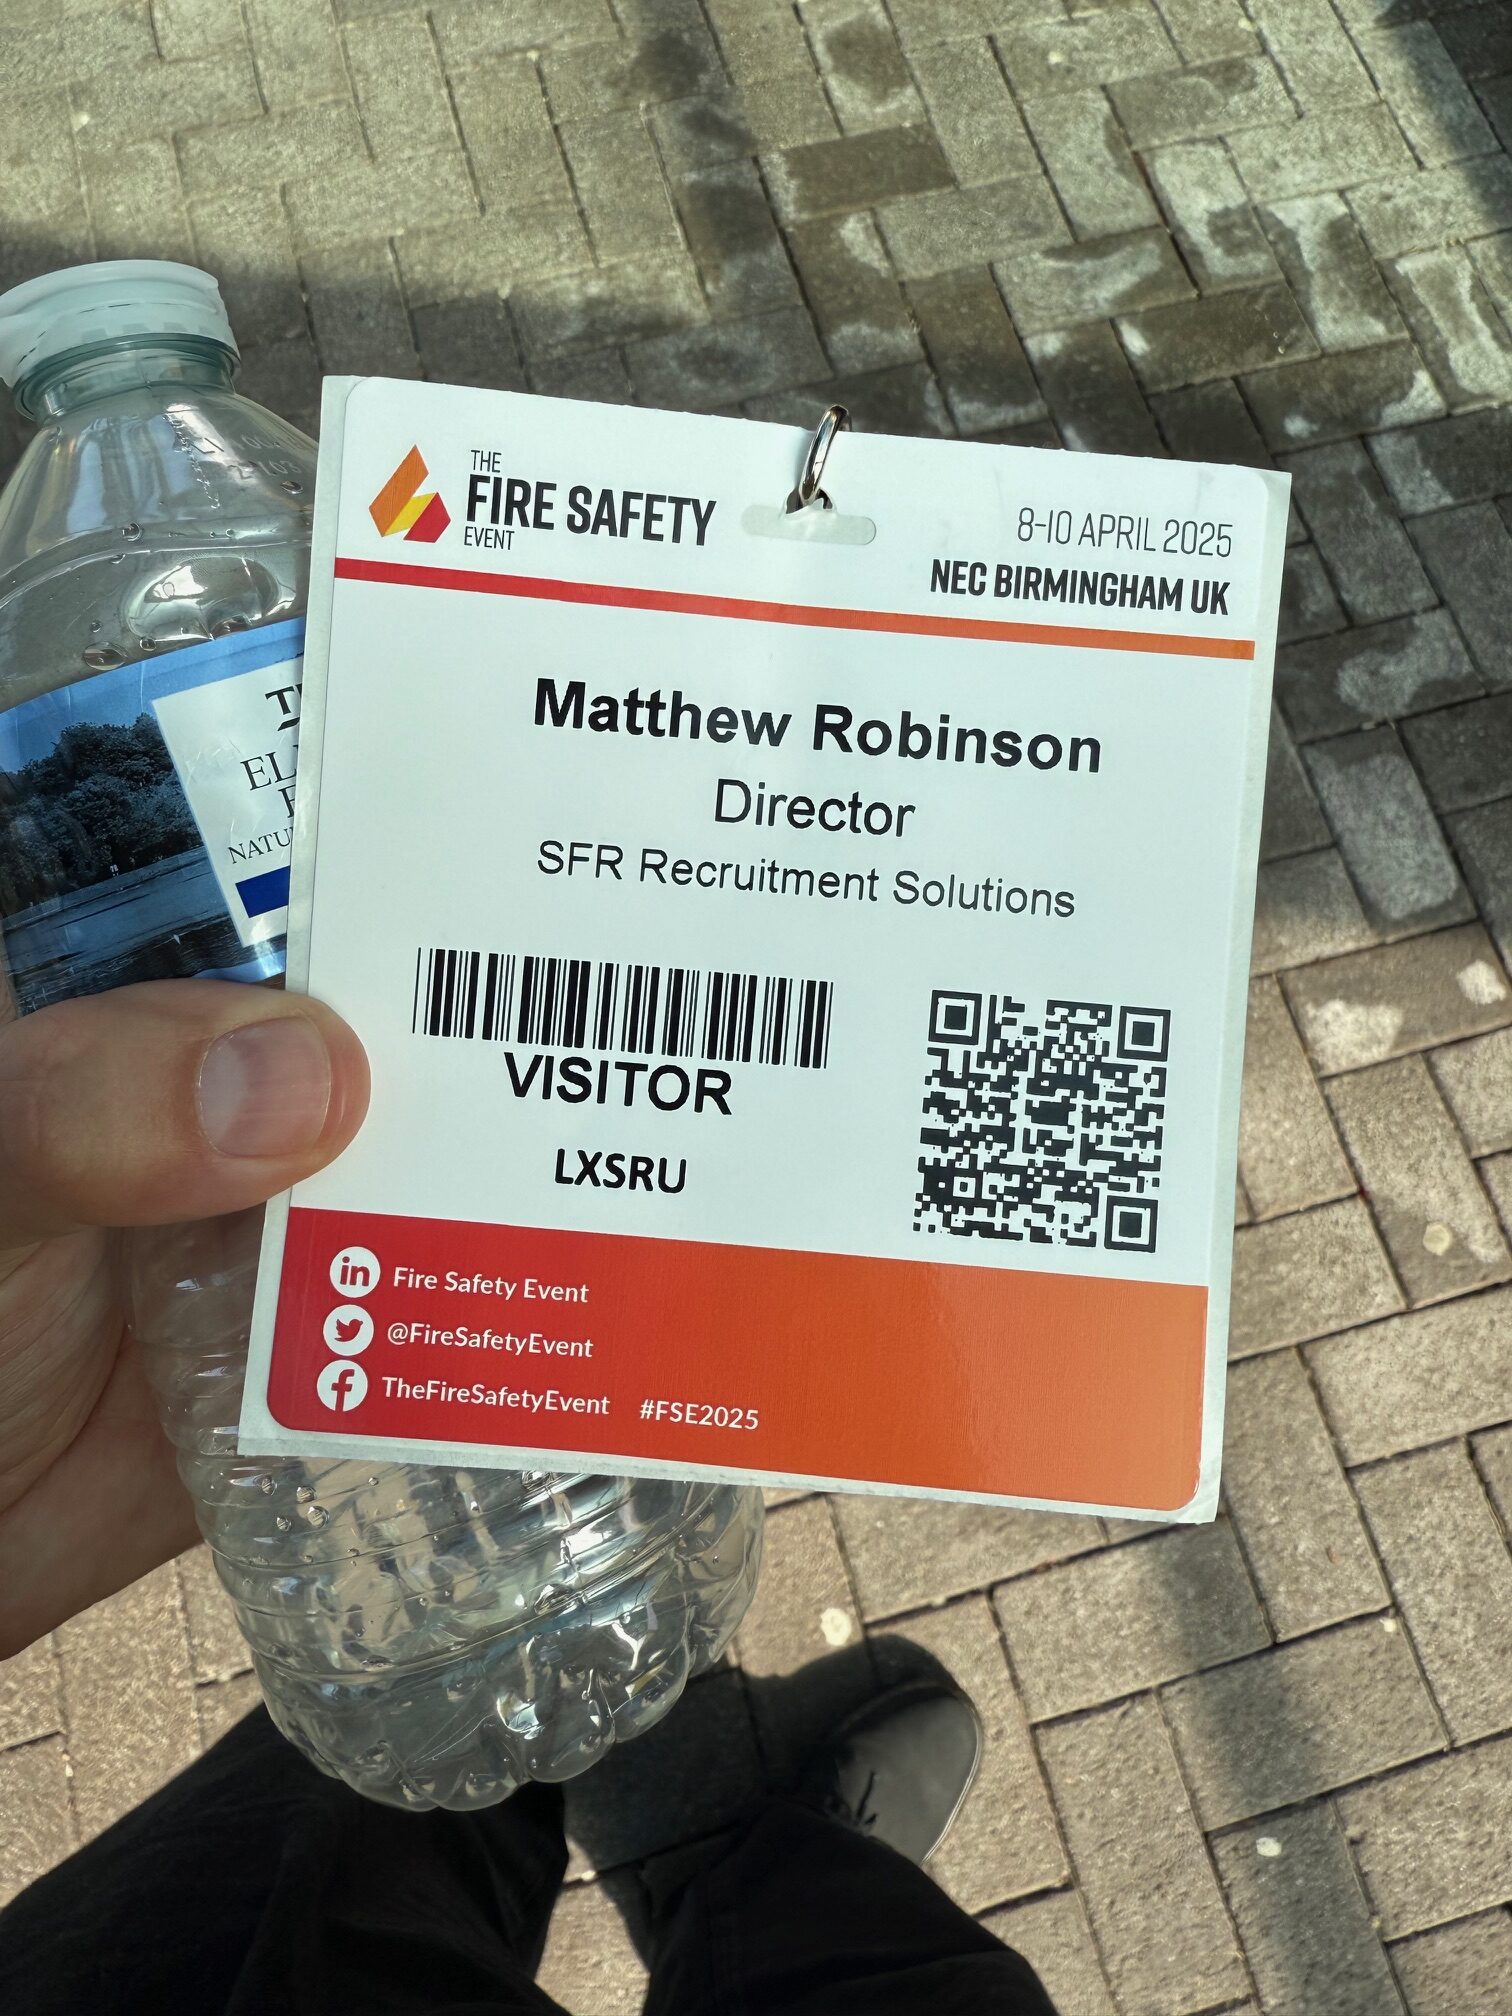 THE
FIRE SAFETY
EVENT
8-10 APRIL 2025
NEC BIRMINGHAM UK
Matthew Robinson
Director
SFR Recruitment Solutions
VISITOR
LXSRU
in Fire Safety Event
@FireSafetyEvent
f TheFireSafetyEvent #FSE2025